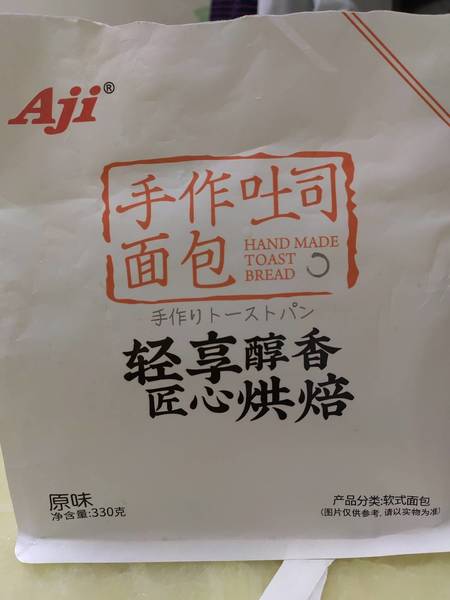 Aji®
手作吐司
面包
HAND MADE
TOAST
BREAD
手作りトーストパン
轻享醇香
匠心烘焙
原味
净含量:330克
产品分类:软式面包
(图片仅供参考,请以实物为准)